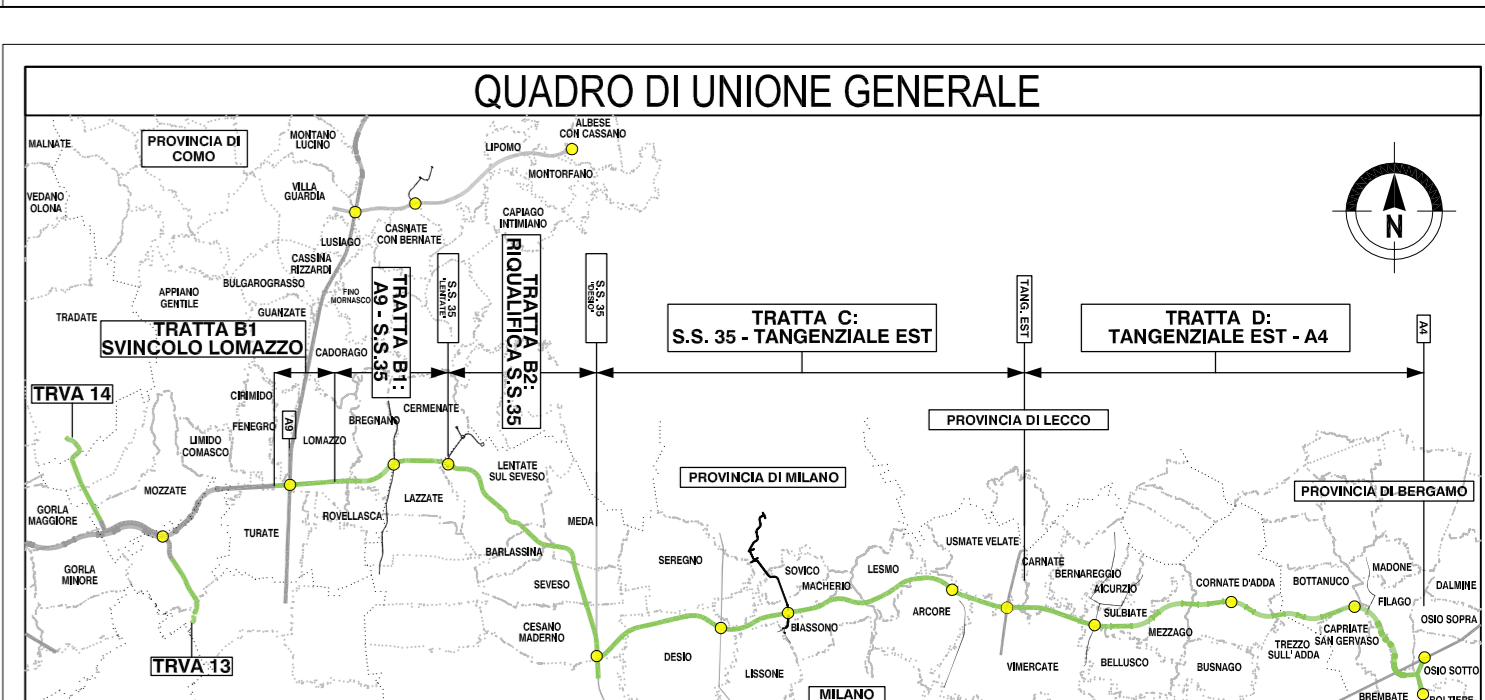 QUADRO DI UNIONE GENERALE
MALNATE
PROVINCIA DI
COMO
MONTANO
LUCINO
LIPOMO
ALBESE
CON CASSANO
MONTORFANO
VEDANO
OLONA
VILLA
GUARDIA
CAPIAGO
INTIMIANO
N
CASNATE
CON BERNATE
LUSIAGO
CASSINA
RIZZARDI
BULGAROGRASSO
APPIANO
GENTILE
FINO
MORNASCO
GUANZATE
TRADATE
TRATTA B1
SVINCOLO LOMAZZO
CADORAGO
TRATTA B1:
A9 - S.S.35
S.S. 35
"LENTATE"
TRATTA B2:
RIQUALIFICA S.S.35
S.S. 35
"DESIO"
TRATTA C:
S.S. 35 - TANGENZIALE EST
TANG. EST
TRATTA D:
TANGENZIALE EST - A4
A4
TRVA 14
CIRIMIDO
FENEGRO
A9
LOMAZZO
BREGNANO
CERMENATE
PROVINCIA DI LECCO
LIMIDO
COMASCO
LENTATE
SUL SEVESO
PROVINCIA DI MILANO
PROVINCIA DI BERGAMO
MOZZATE
LAZZATE
GORLA
MAGGIORE
ROVELLASCA
TURATE
MEDA
BARLASSINA
SEREGNO
USMATE VELATE
GORLA
MINORE
SEVESO
SOVICO
MACHERIO
LESMO
CARNATE
BERNAREGGIO
AICURZIO
CORNATE D'ADDA
BOTTANUCO
MADONE
DALMINE
FILAGO
CESANO
MADERNO
BIASSONO
ARCORE
SULBIATE
MEZZAGO
CAPRIATE
SAN GERVASO
OSIO SOPRA
TREZZO
SULL' ADDA
TRVA 13
DESIO
LISSONE
VIMERCATE
BELLUSCO
BUSNAGO
OSIO SOTTO
MILANO
BREMBATE
BOLTIERE